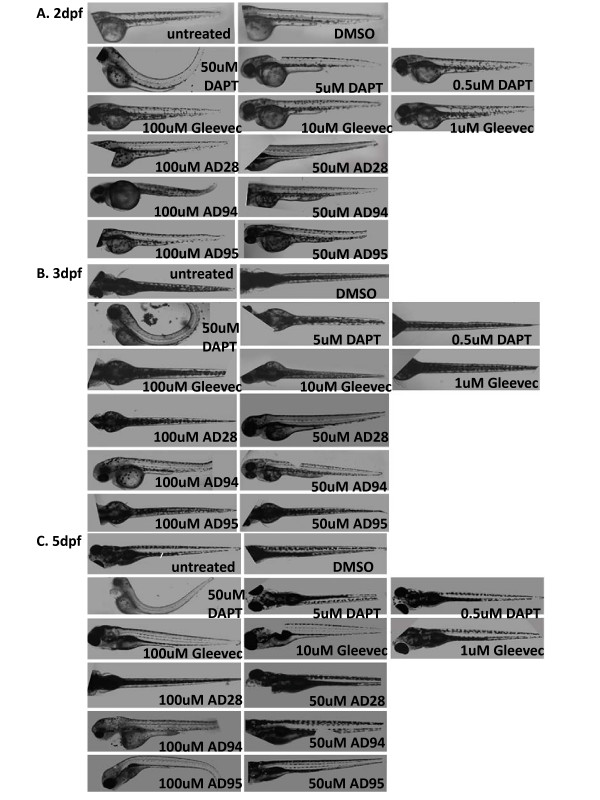 A. 2dpf
untreated
DMSO
50uM
DAPT
5uM DAPT
0.5uM DAPT
100uM Gleevec
10uM Gleevec
1uM Gleevec
100uM AD28
50uM AD28
100uM AD94
50uM AD94
100uM AD95
50uM AD95
B. 3dpf
untreated
DMSO
50uM
DAPT
5uM DAPT
0.5uM DAPT
100uM Gleevec
10uM Gleevec
1uM Gleevec
100uM AD28
50uM AD28
100uM AD94
50uM AD94
100uM AD95
50uM AD95
C. 5dpf
untreated
DMSO
50uM
DAPT
5uM DAPT
0.5uM DAPT
100uM Gleevec
10uM Gleevec
1uM Gleevec
100uM AD28
50uM AD28
100uM AD94
50uM AD94
100uM AD95
50uM AD95